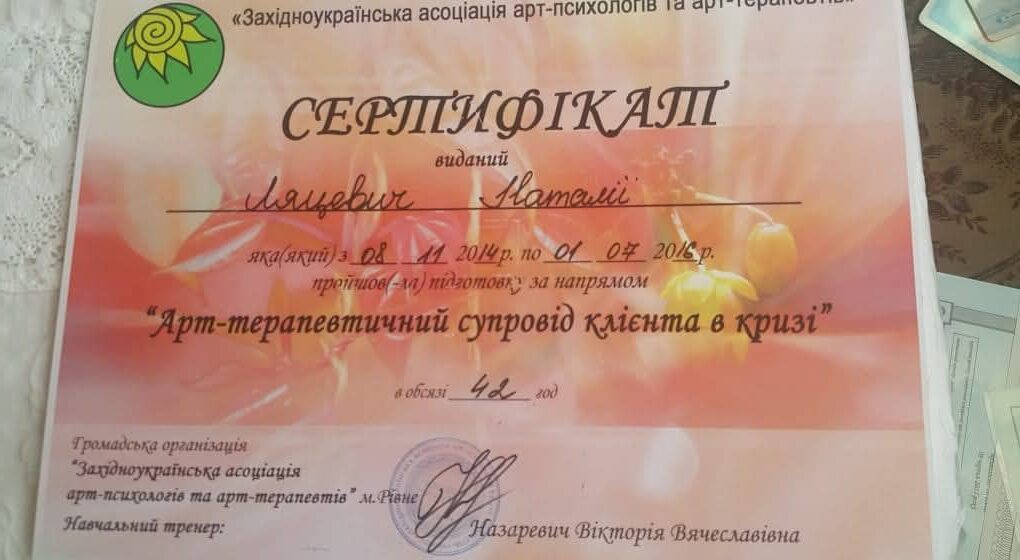 «Західноукраїнська асоціація арт-психологів та арт-терапевтів»
СЕРТИФІКАТ
виданий
Ляцевич Наталії
яка(який) з 08 11 2014р. по 01 07 2016р.
пройшов(-ла) підготовку за напрямом
“Арт-терапевтичний супровід клієнта в кризі”
в обсязі 42 год
Громадська організація
“Західноукраїнська асоціація
арт-психологів та арт-терапевтів” м.Рівне
Навчальний тренер:
Назаревич Вікторія Вячеславівна